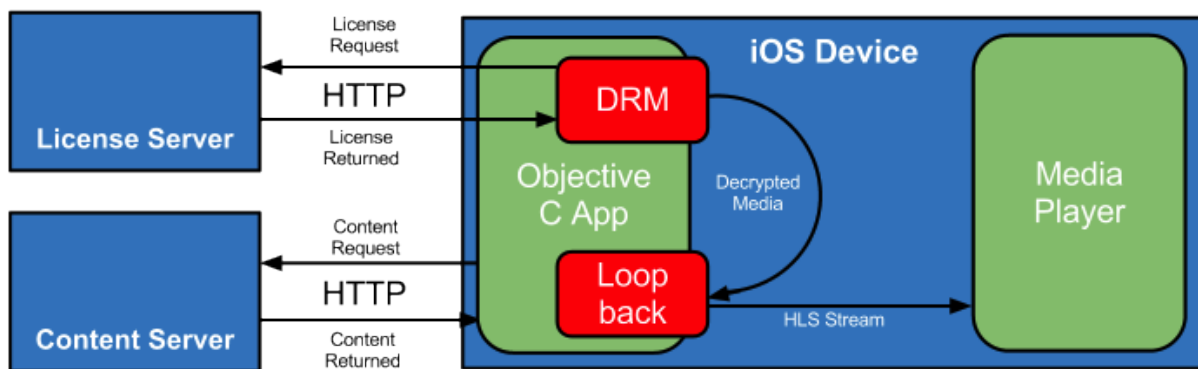 License
Request
HTTP
License
Returned
License Server
Content
Request
HTTP
Content
Returned
Content Server
iOS Device
DRM
Objective
C App
Decrypted
Media
Loop
back
HLS Stream
Media
Player